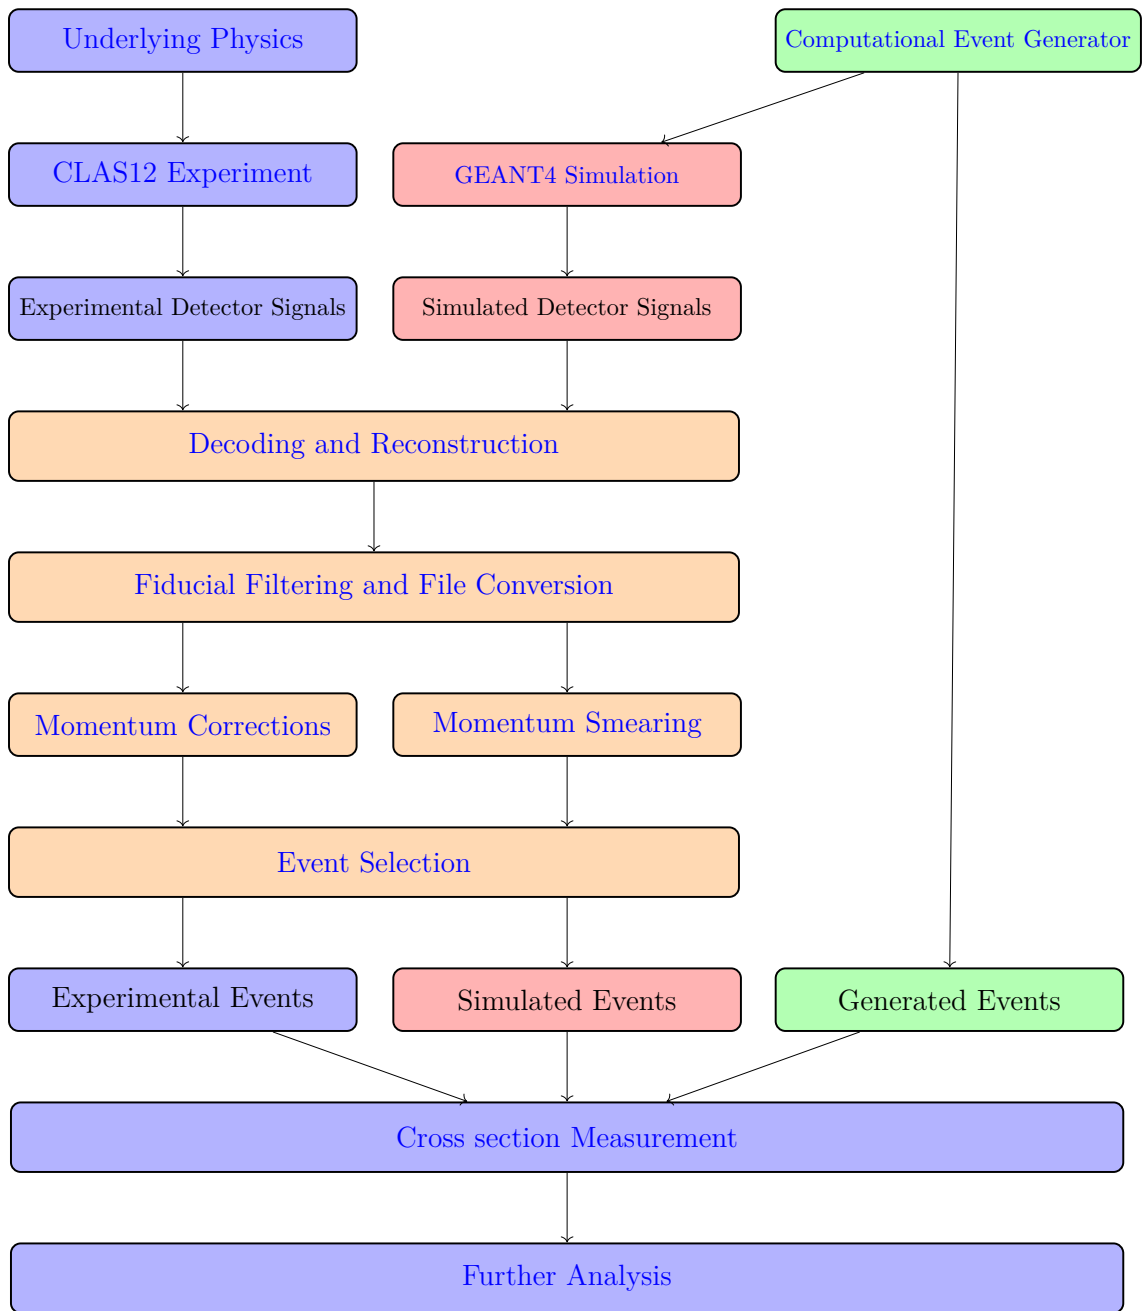 Underlying Physics
Computational Event Generator
CLAS12 Experiment
GEANT4 Simulation
Experimental Detector Signals
Simulated Detector Signals
Decoding and Reconstruction
Fiducial Filtering and File Conversion
Momentum Corrections
Momentum Smearing
Event Selection
Experimental Events
Simulated Events
Generated Events
Cross section Measurement
Further Analysis